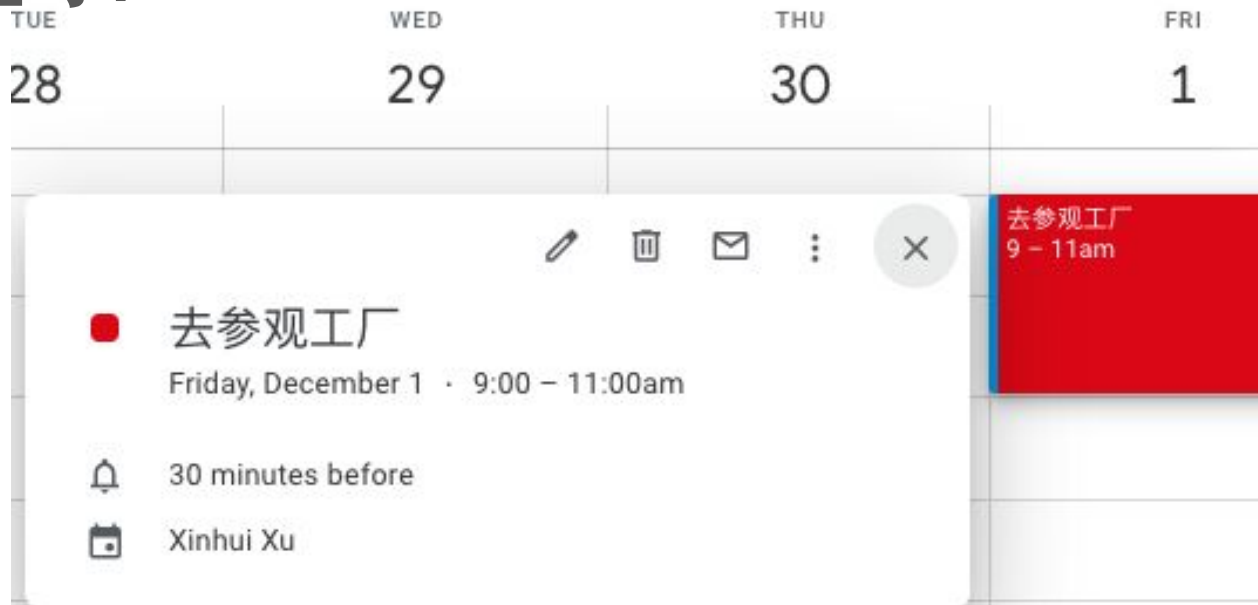 TUE WED THU FRI
28 29 30 1
去参观工厂
9 – 11am
去参观工厂
Friday, December 1 · 9:00 – 11:00am
30 minutes before
Xinhui Xu